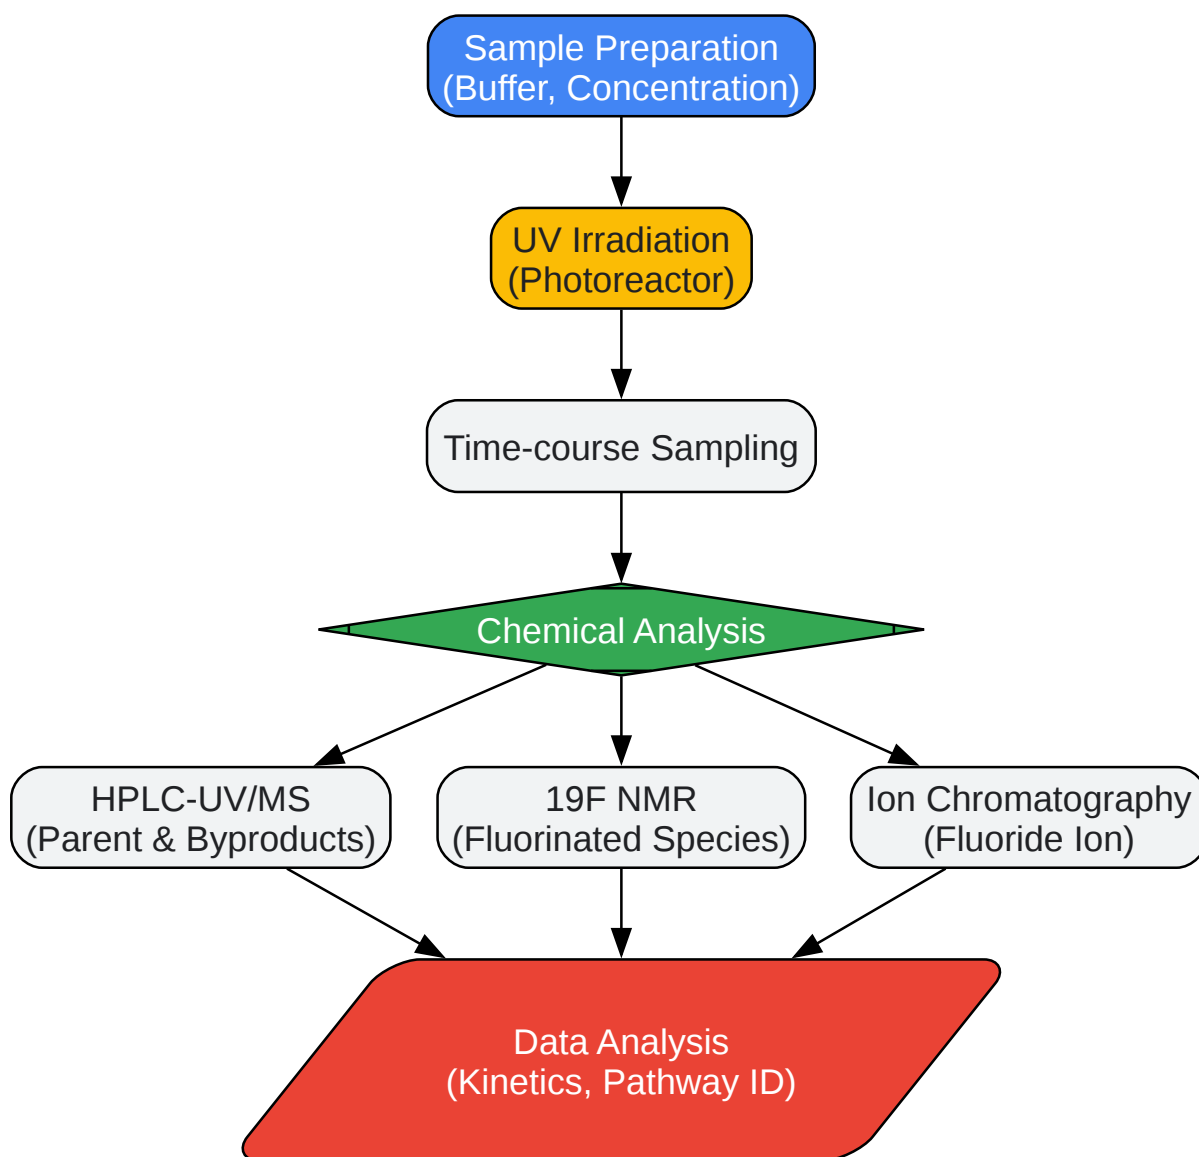 Sample Preparation
(Buffer, Concentration)
UV Irradiation
(Photoreactor)
Time-course Sampling
Chemical Analysis
HPLC-UV/MS
(Parent & Byproducts)
19F NMR
(Fluorinated Species)
Ion Chromatography
(Fluoride Ion)
Data Analysis
(Kinetics, Pathway ID)